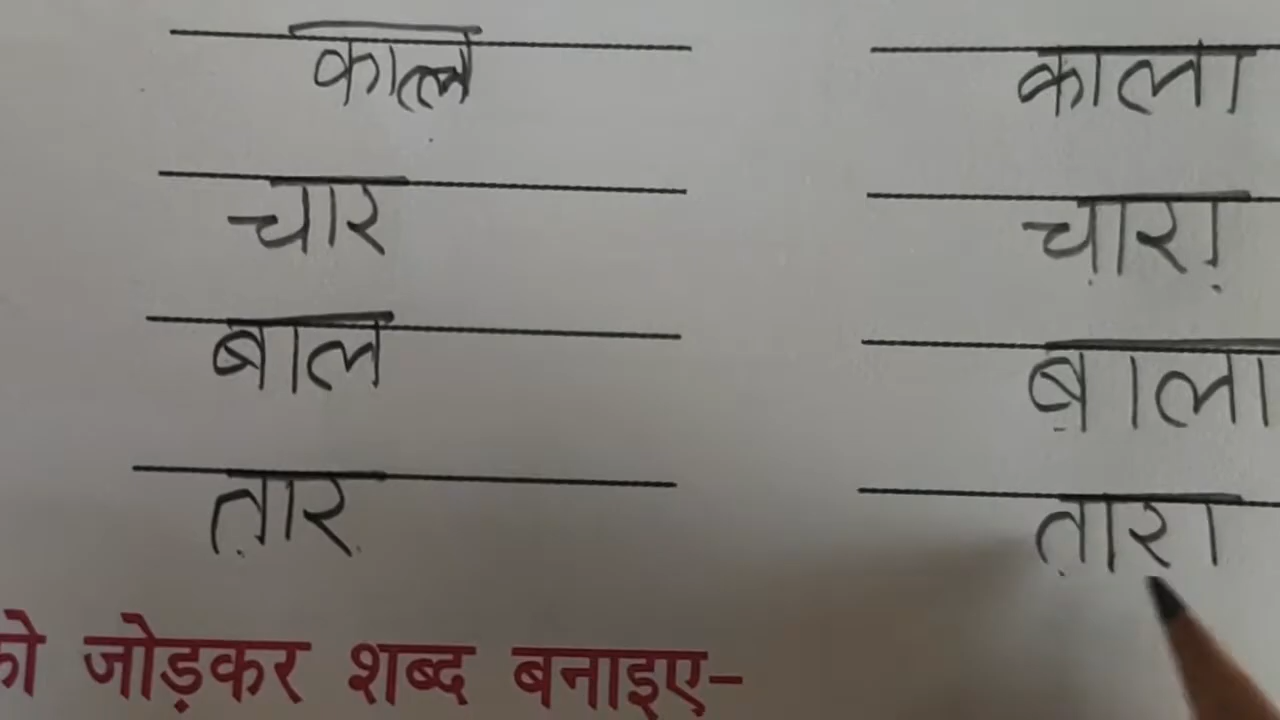 काल काला
चार चारा
बाल बाला
तार तारा
को जोड़कर शब्द बनाइए-